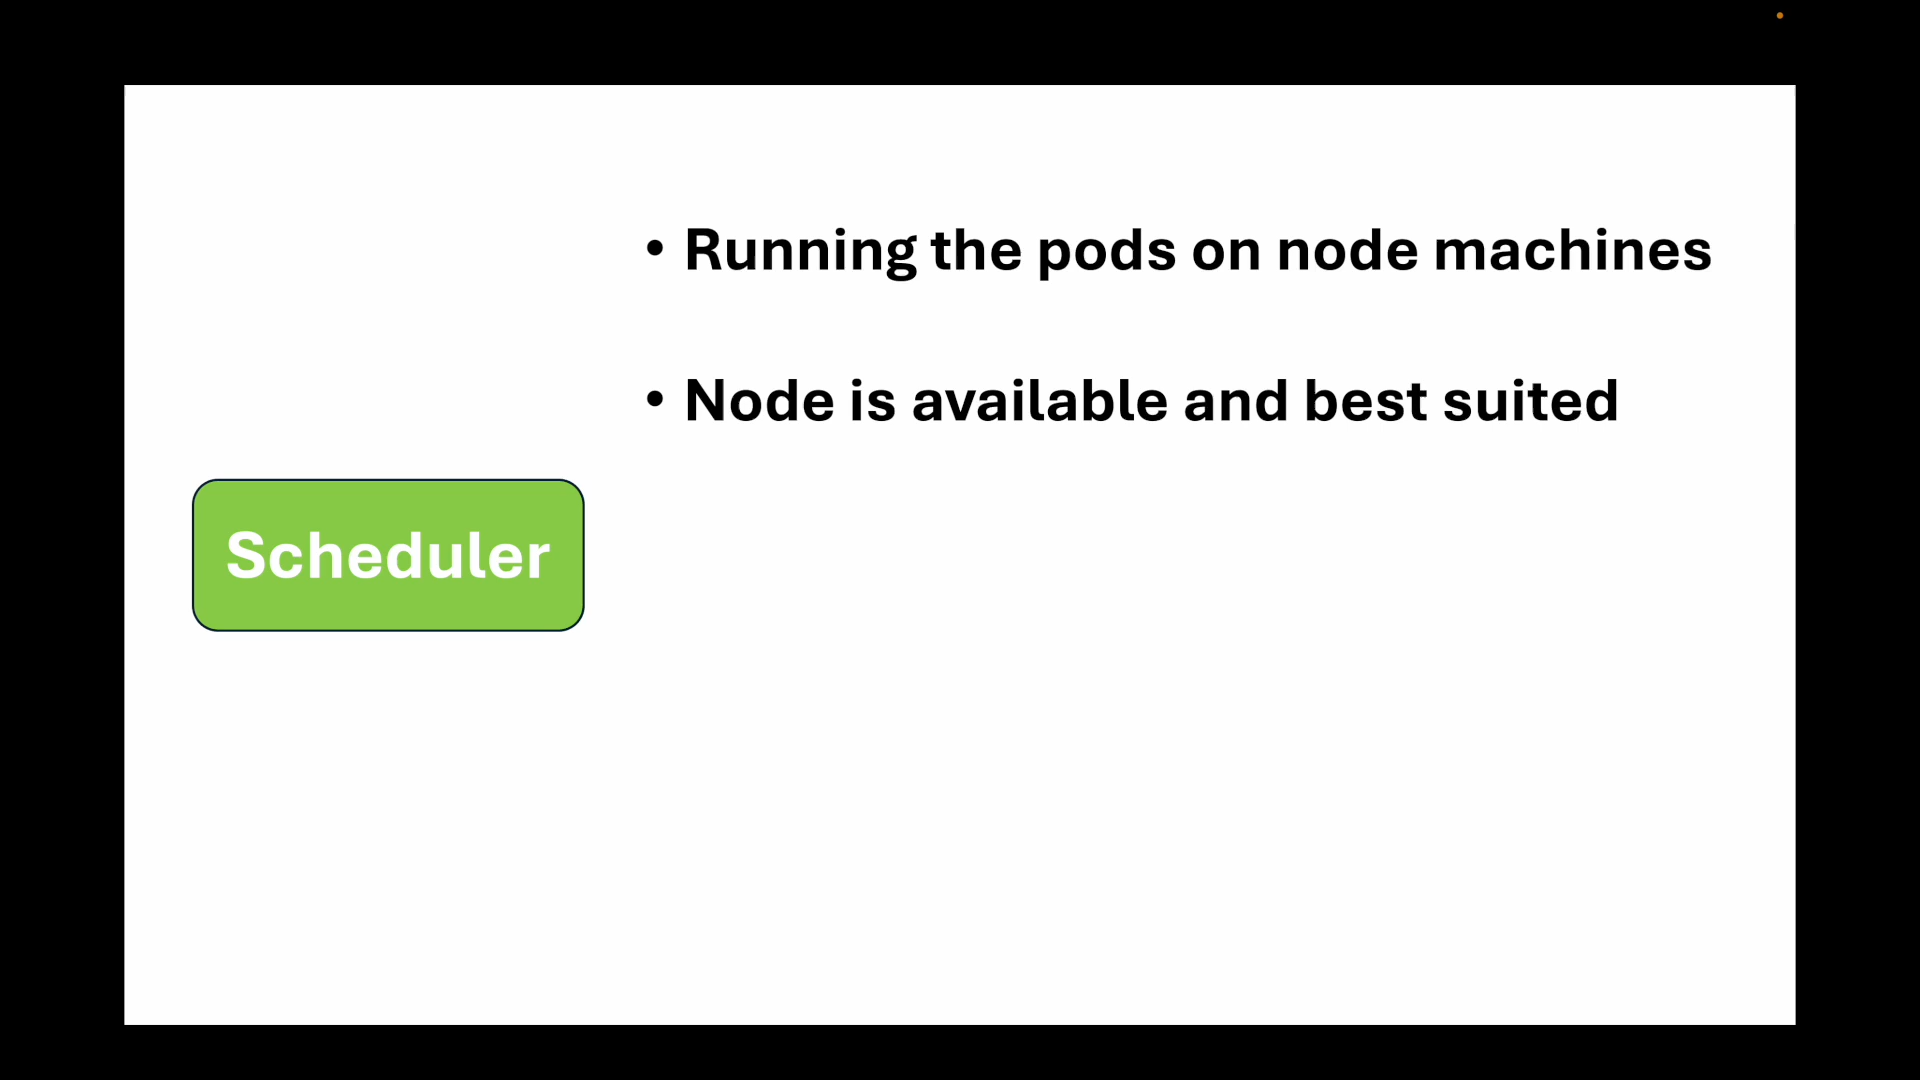 • Running the pods on node machines
• Node is available and best suited
Scheduler